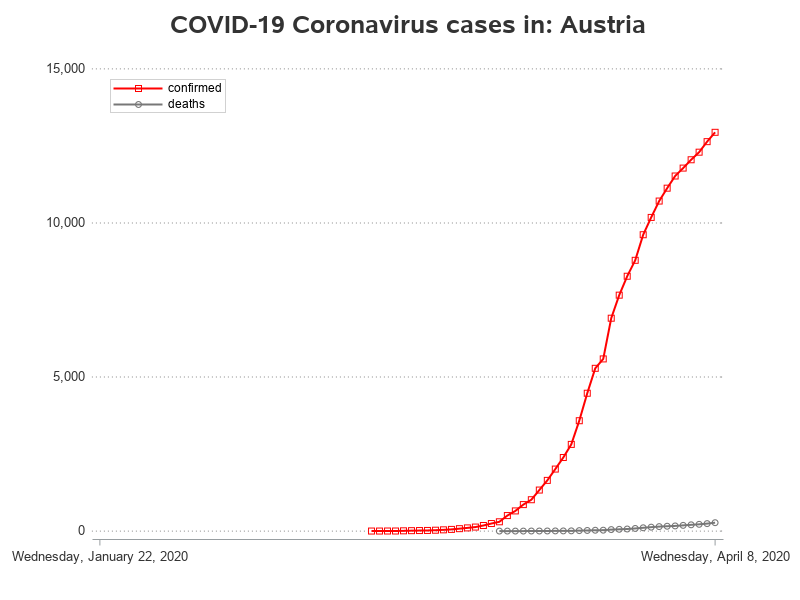 COVID-19 Coronavirus cases in: Austria
15,000
confirmed
deaths
10,000
5,000
0
Wednesday, January 22, 2020
Wednesday, April 8, 2020